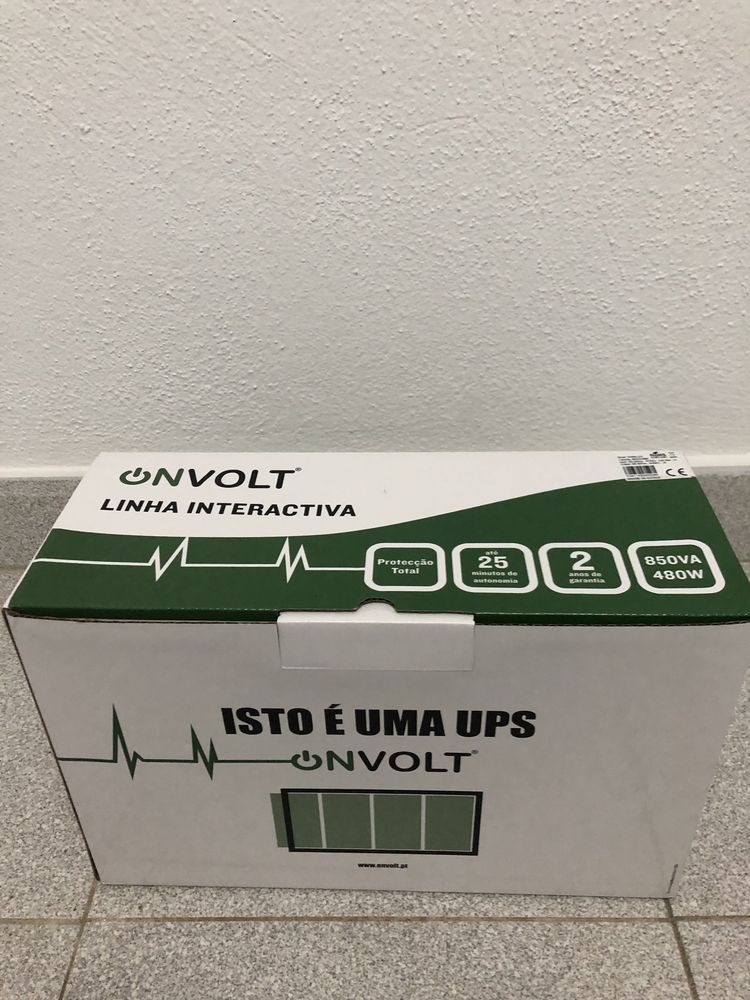 ONVOLT®
LINHA INTERACTIVA
Protecção
Total
até
25
minutos de
autonomia
2
anos de
garantia
850VA
480W
CE
ISTO É UMA UPS
ONVOLT®
www.onvolt.pt